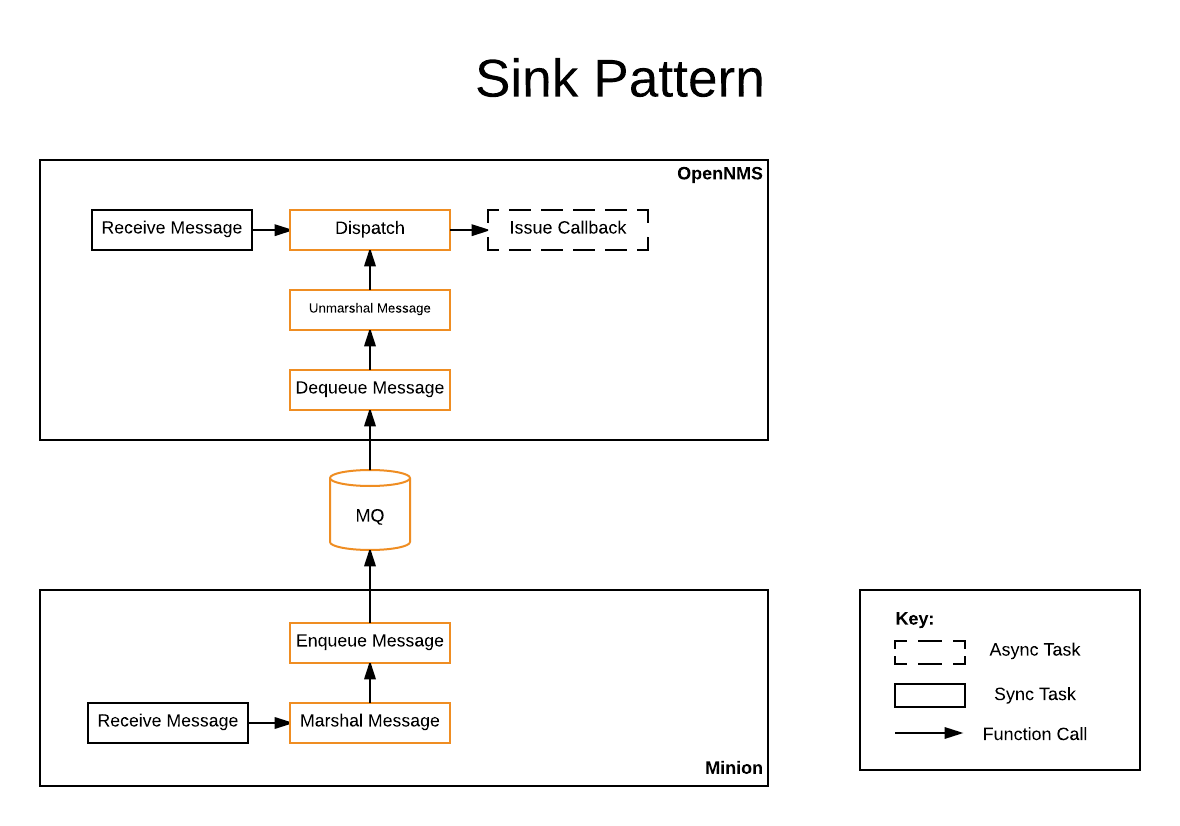 Sink Pattern
OpenNMS
Receive Message
Dispatch
Issue Callback
Unmarshal Message
Dequeue Message
MQ
Enqueue Message
Receive Message
Marshal Message
Minion
Key:
Async Task
Sync Task
Function Call